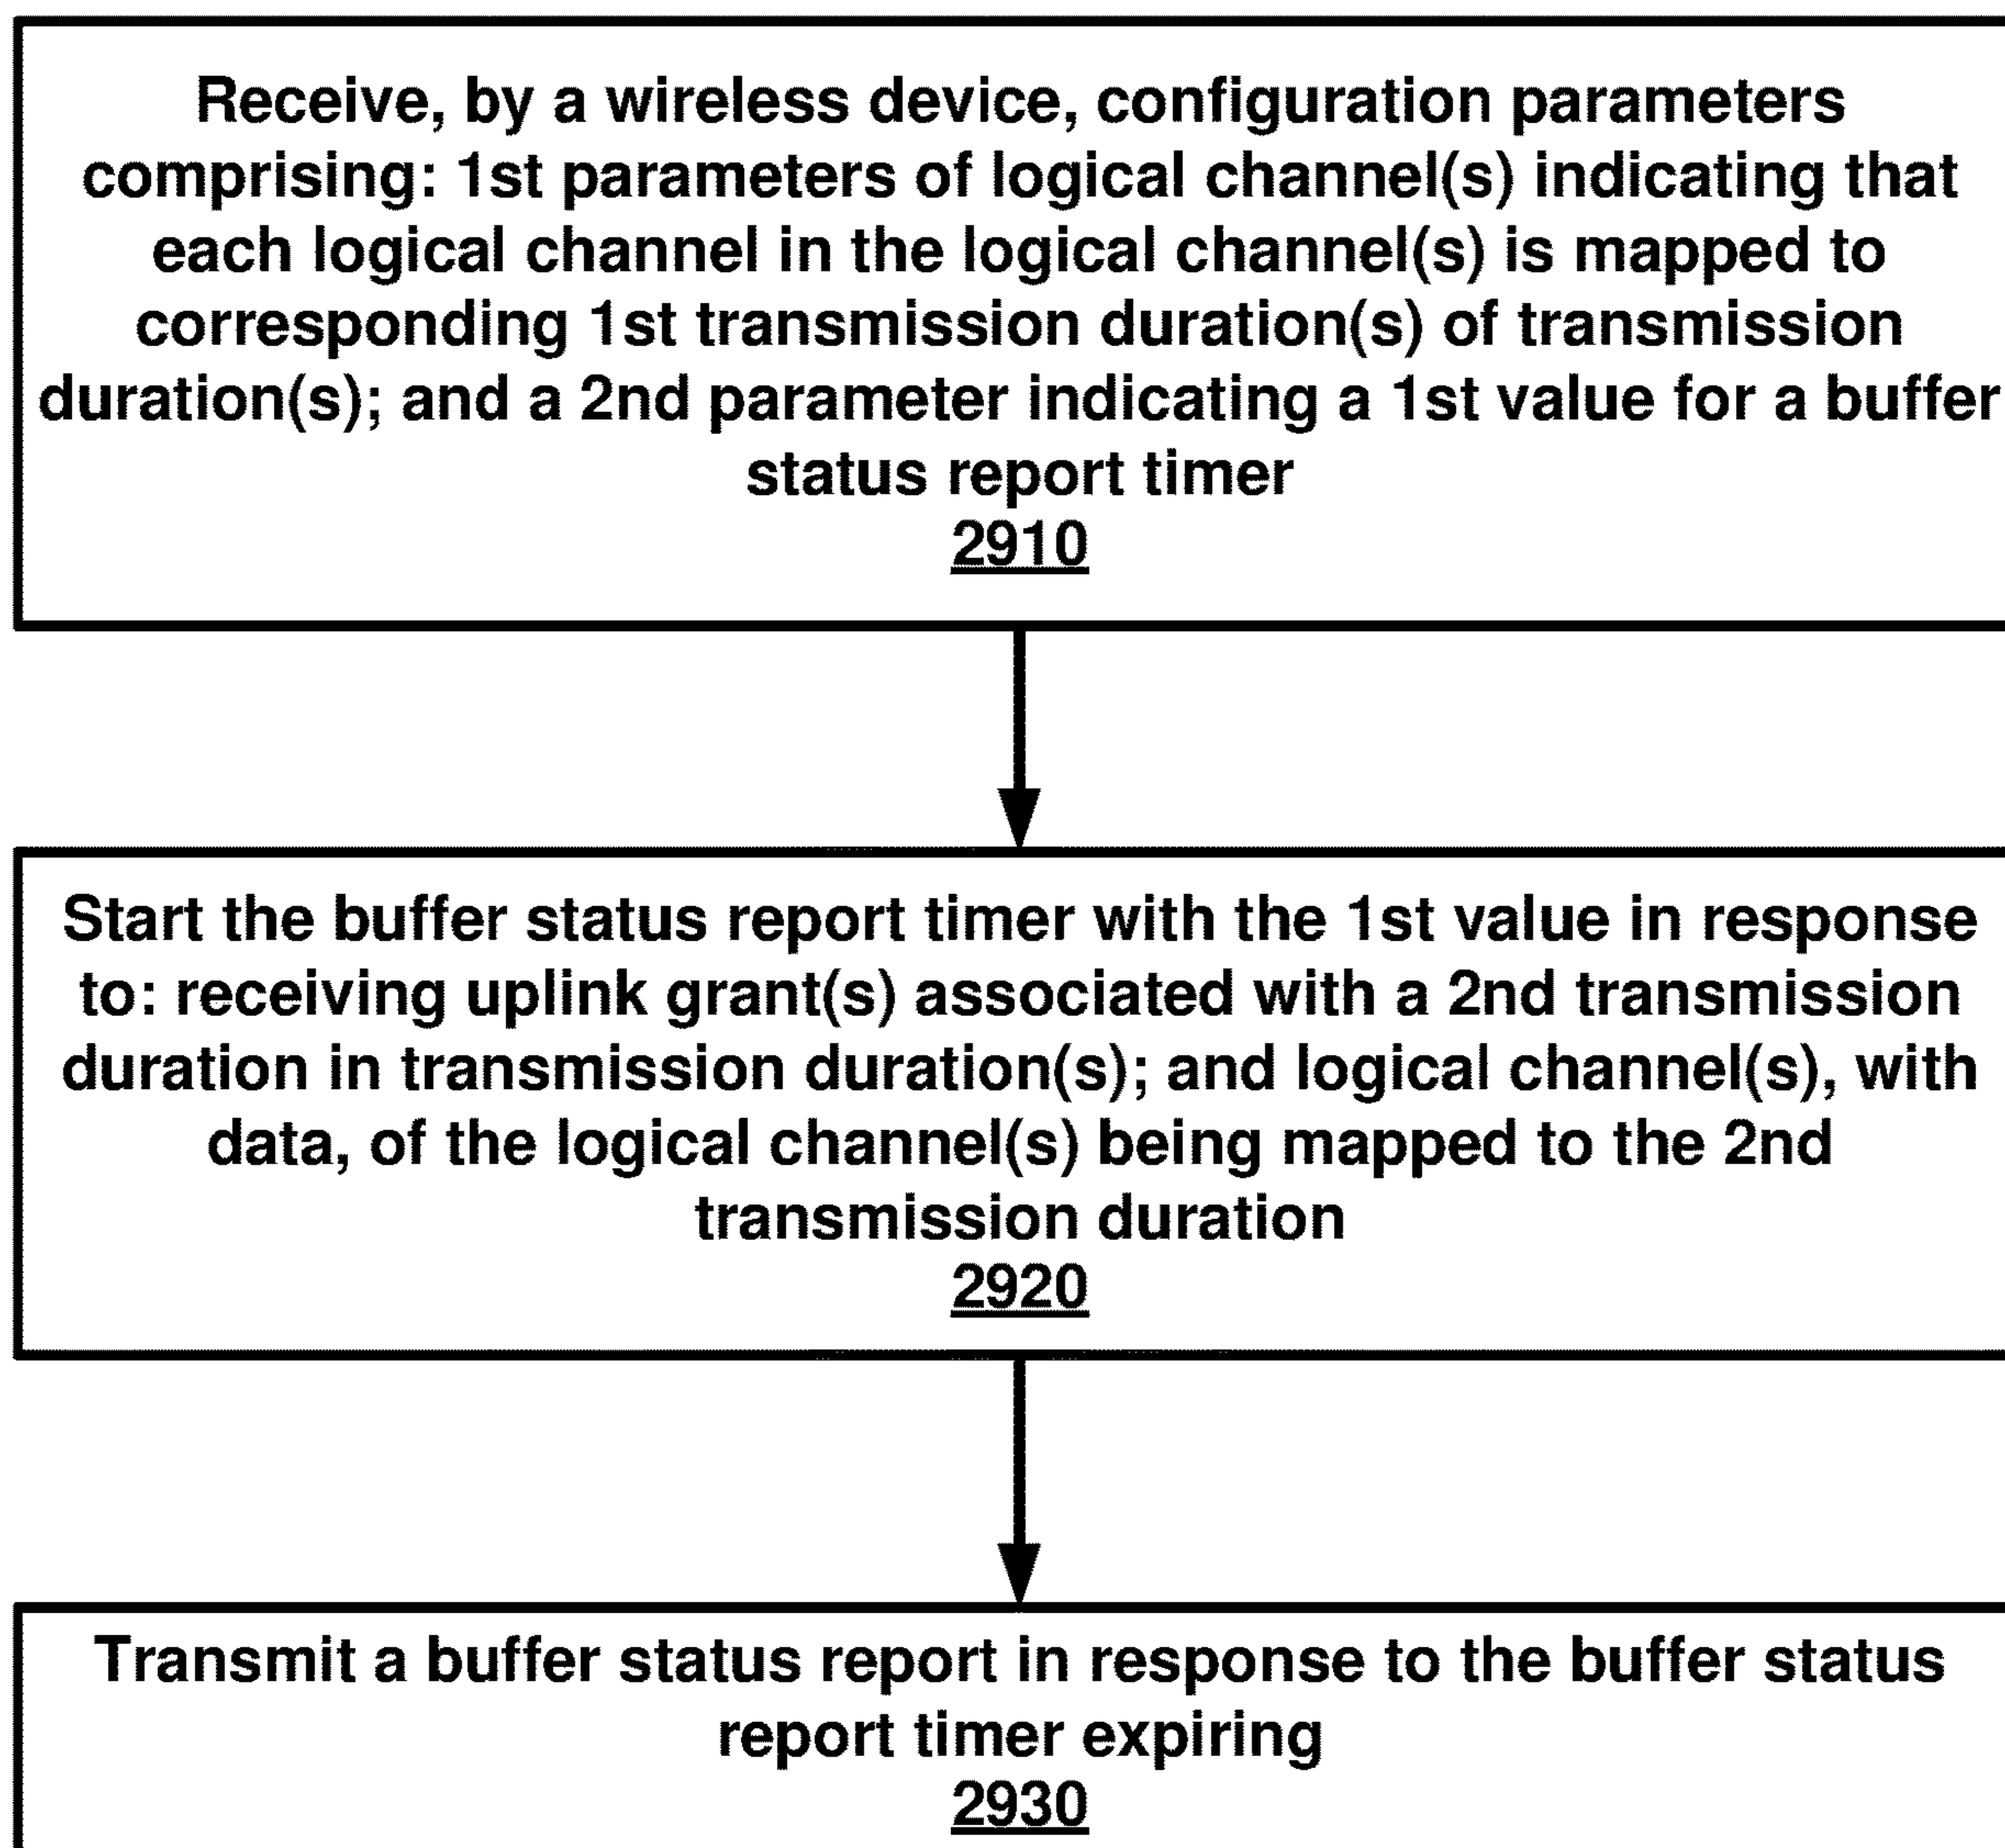 Receive, by a wireless device, configuration parameters
comprising: 1st parameters of logical channel(s) indicating that
each logical channel in the logical channel(s) is mapped to
corresponding 1st transmission duration(s) of transmission
duration(s); and a 2nd parameter indicating a 1st value for a buffer
status report timer
2910
Start the buffer status report timer with the 1st value in response
to: receiving uplink grant(s) associated with a 2nd transmission
duration in transmission duration(s); and logical channel(s), with
data, of the logical channel(s) being mapped to the 2nd
transmission duration
2920
Transmit a buffer status report in response to the buffer status
report timer expiring
2930